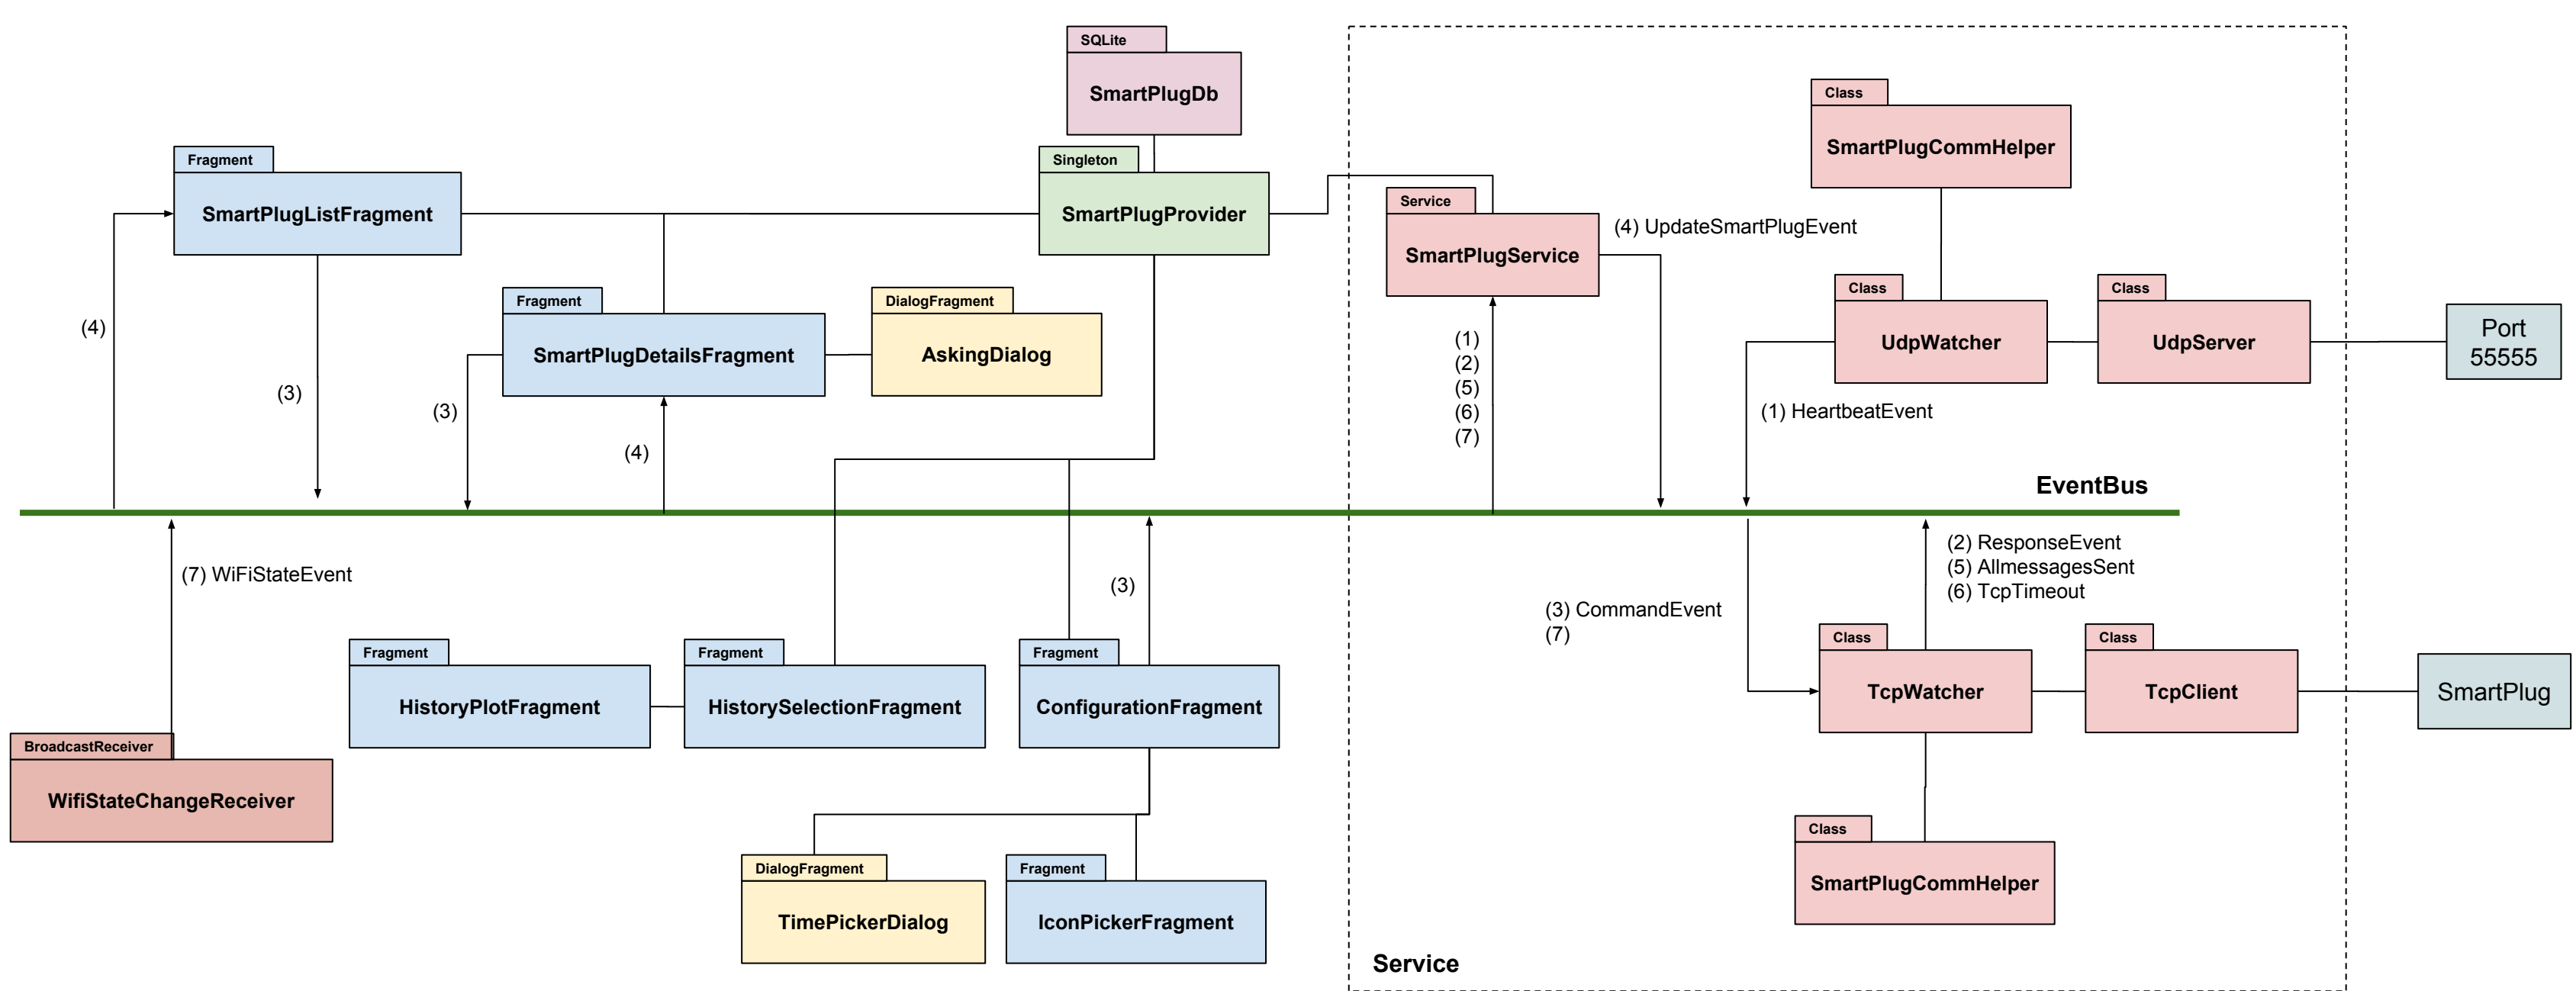 SQLite
SmartPlugDb
Class
SmartPlugCommHelper
Fragment
SmartPlugListFragment
Singleton
SmartPlugProvider
Service
SmartPlugService
(4) UpdateSmartPlugEvent
Fragment
SmartPlugDetailsFragment
DialogFragment
AskingDialog
Class
UdpWatcher
Class
UdpServer
Port
55555
(4)
(3)
(3)
(4)
(1)
(2)
(5)
(6)
(7)
(1) HeartbeatEvent
EventBus
(7) WiFiStateEvent
(3)
(2) ResponseEvent
(5) AllmessagesSent
(6) TcpTimeout
(3) CommandEvent
(7)
Fragment
HistoryPlotFragment
Fragment
HistorySelectionFragment
Fragment
ConfigurationFragment
Class
TcpWatcher
Class
TcpClient
SmartPlug
BroadcastReceiver
WifiStateChangeReceiver
DialogFragment
TimePickerDialog
Fragment
IconPickerFragment
Class
SmartPlugCommHelper
Service